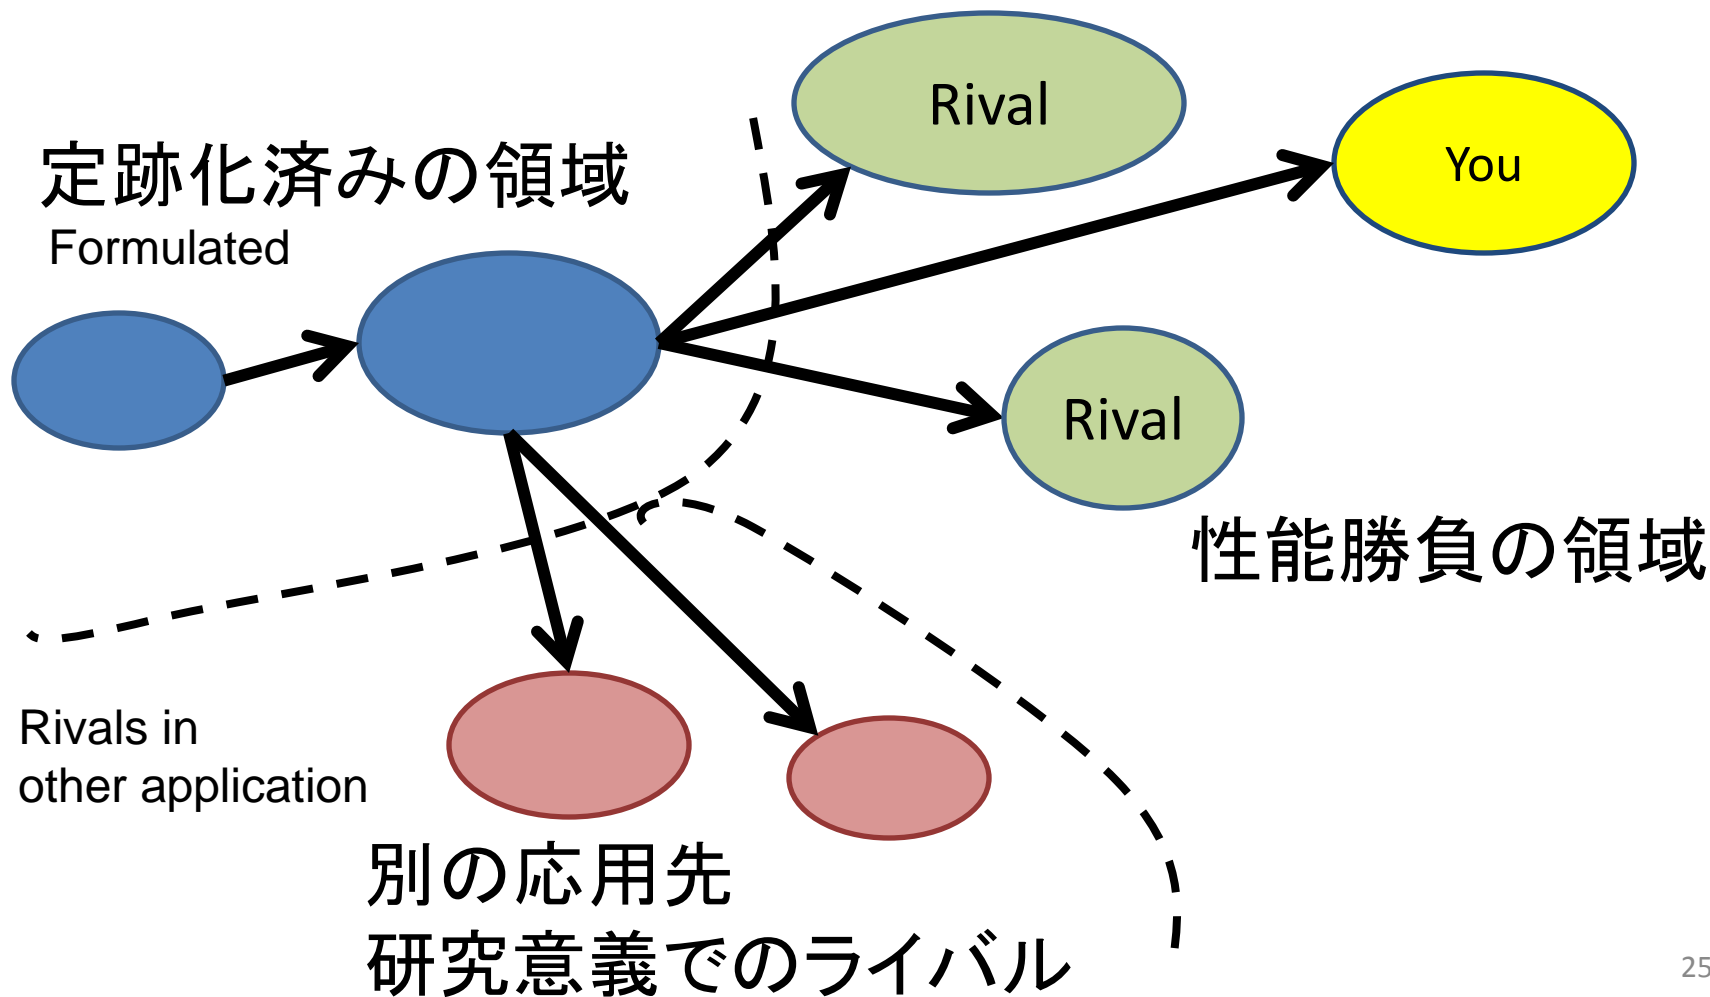 Rival
You
定跡化済みの領域
Formulated
Rival
性能勝負の領域
Rivals in
other application
別の応用先
研究意義でのライバル
25